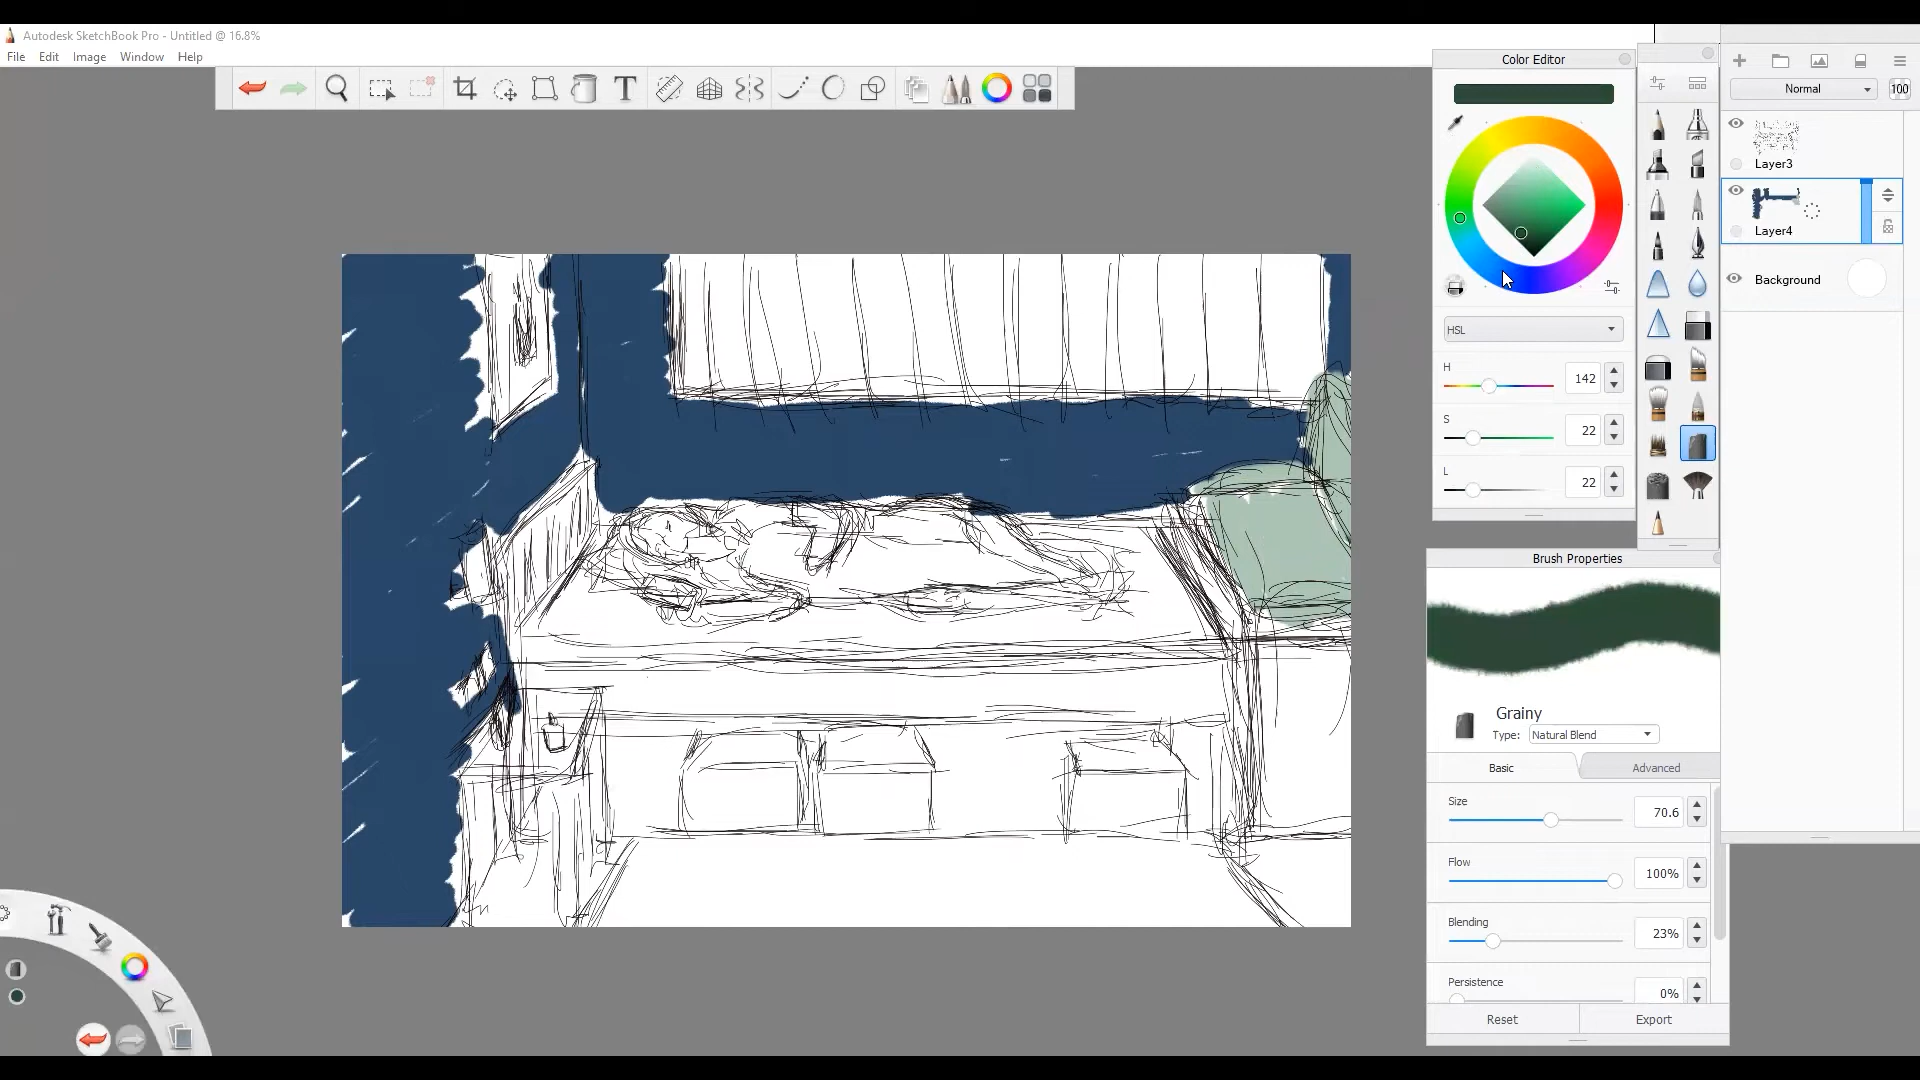 Autodesk SketchBook Pro - Untitled @ 16.8%
File Edit Image Window Help
T
Color Editor
Normal 100
Layer3
Layer4
Background
HSL
H 142
S 22
L 22
Brush Properties
Grainy
Type: Natural Blend
Basic Advanced
Size 70.6
Flow 100%
Blending 23%
Persistence 0%
Reset Export